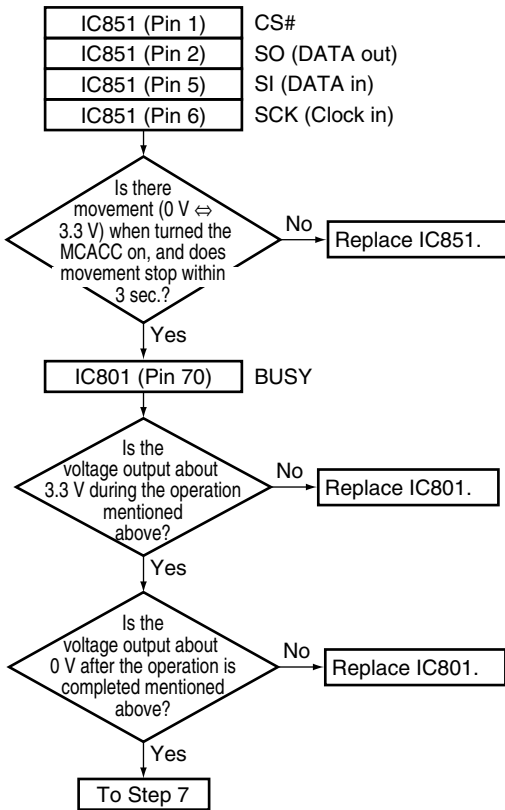 IC851 (Pin 1) CS#
IC851 (Pin 2) SO (DATA out)
IC851 (Pin 5) SI (DATA in)
IC851 (Pin 6) SCK (Clock in)
Is there
movement (0 V ⇔
3.3 V) when turned the
MCACC on, and does
movement stop within
3 sec.?
No
Replace IC851.
Yes
IC801 (Pin 70) BUSY
Is the
voltage output about
3.3 V during the operation
mentioned
above?
No
Replace IC801.
Yes
Is the
voltage output about
0 V after the operation is
completed mentioned
above?
No
Replace IC801.
Yes
To Step 7